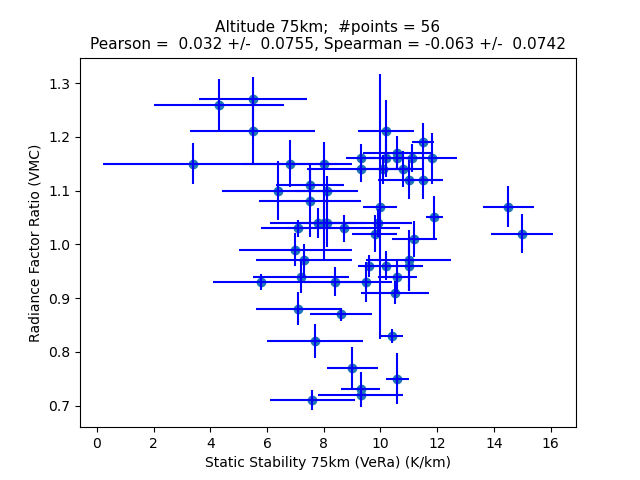 Altitude 75km;  #points = 56
Pearson =  0.032 +/-  0.0755, Spearman = -0.063 +/-  0.0742
1.3
1.2
1.1
1.0
0.9
0.8
0.7
Radiance Factor Ratio (VMC)
0 2 4 6 8 10 12 14 16
Static Stability 75km (VeRa) (K/km)